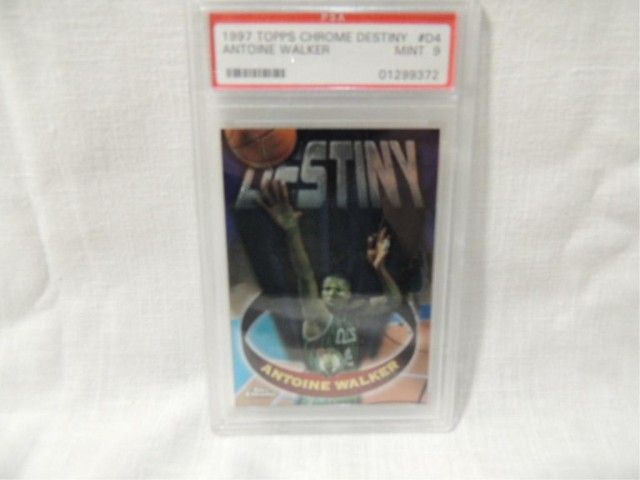 PSA
1997 TOPPS CHROME DESTINY #D4
ANTOINE WALKER MINT 9
01299372
DESTINY
ANTOINE WALKER